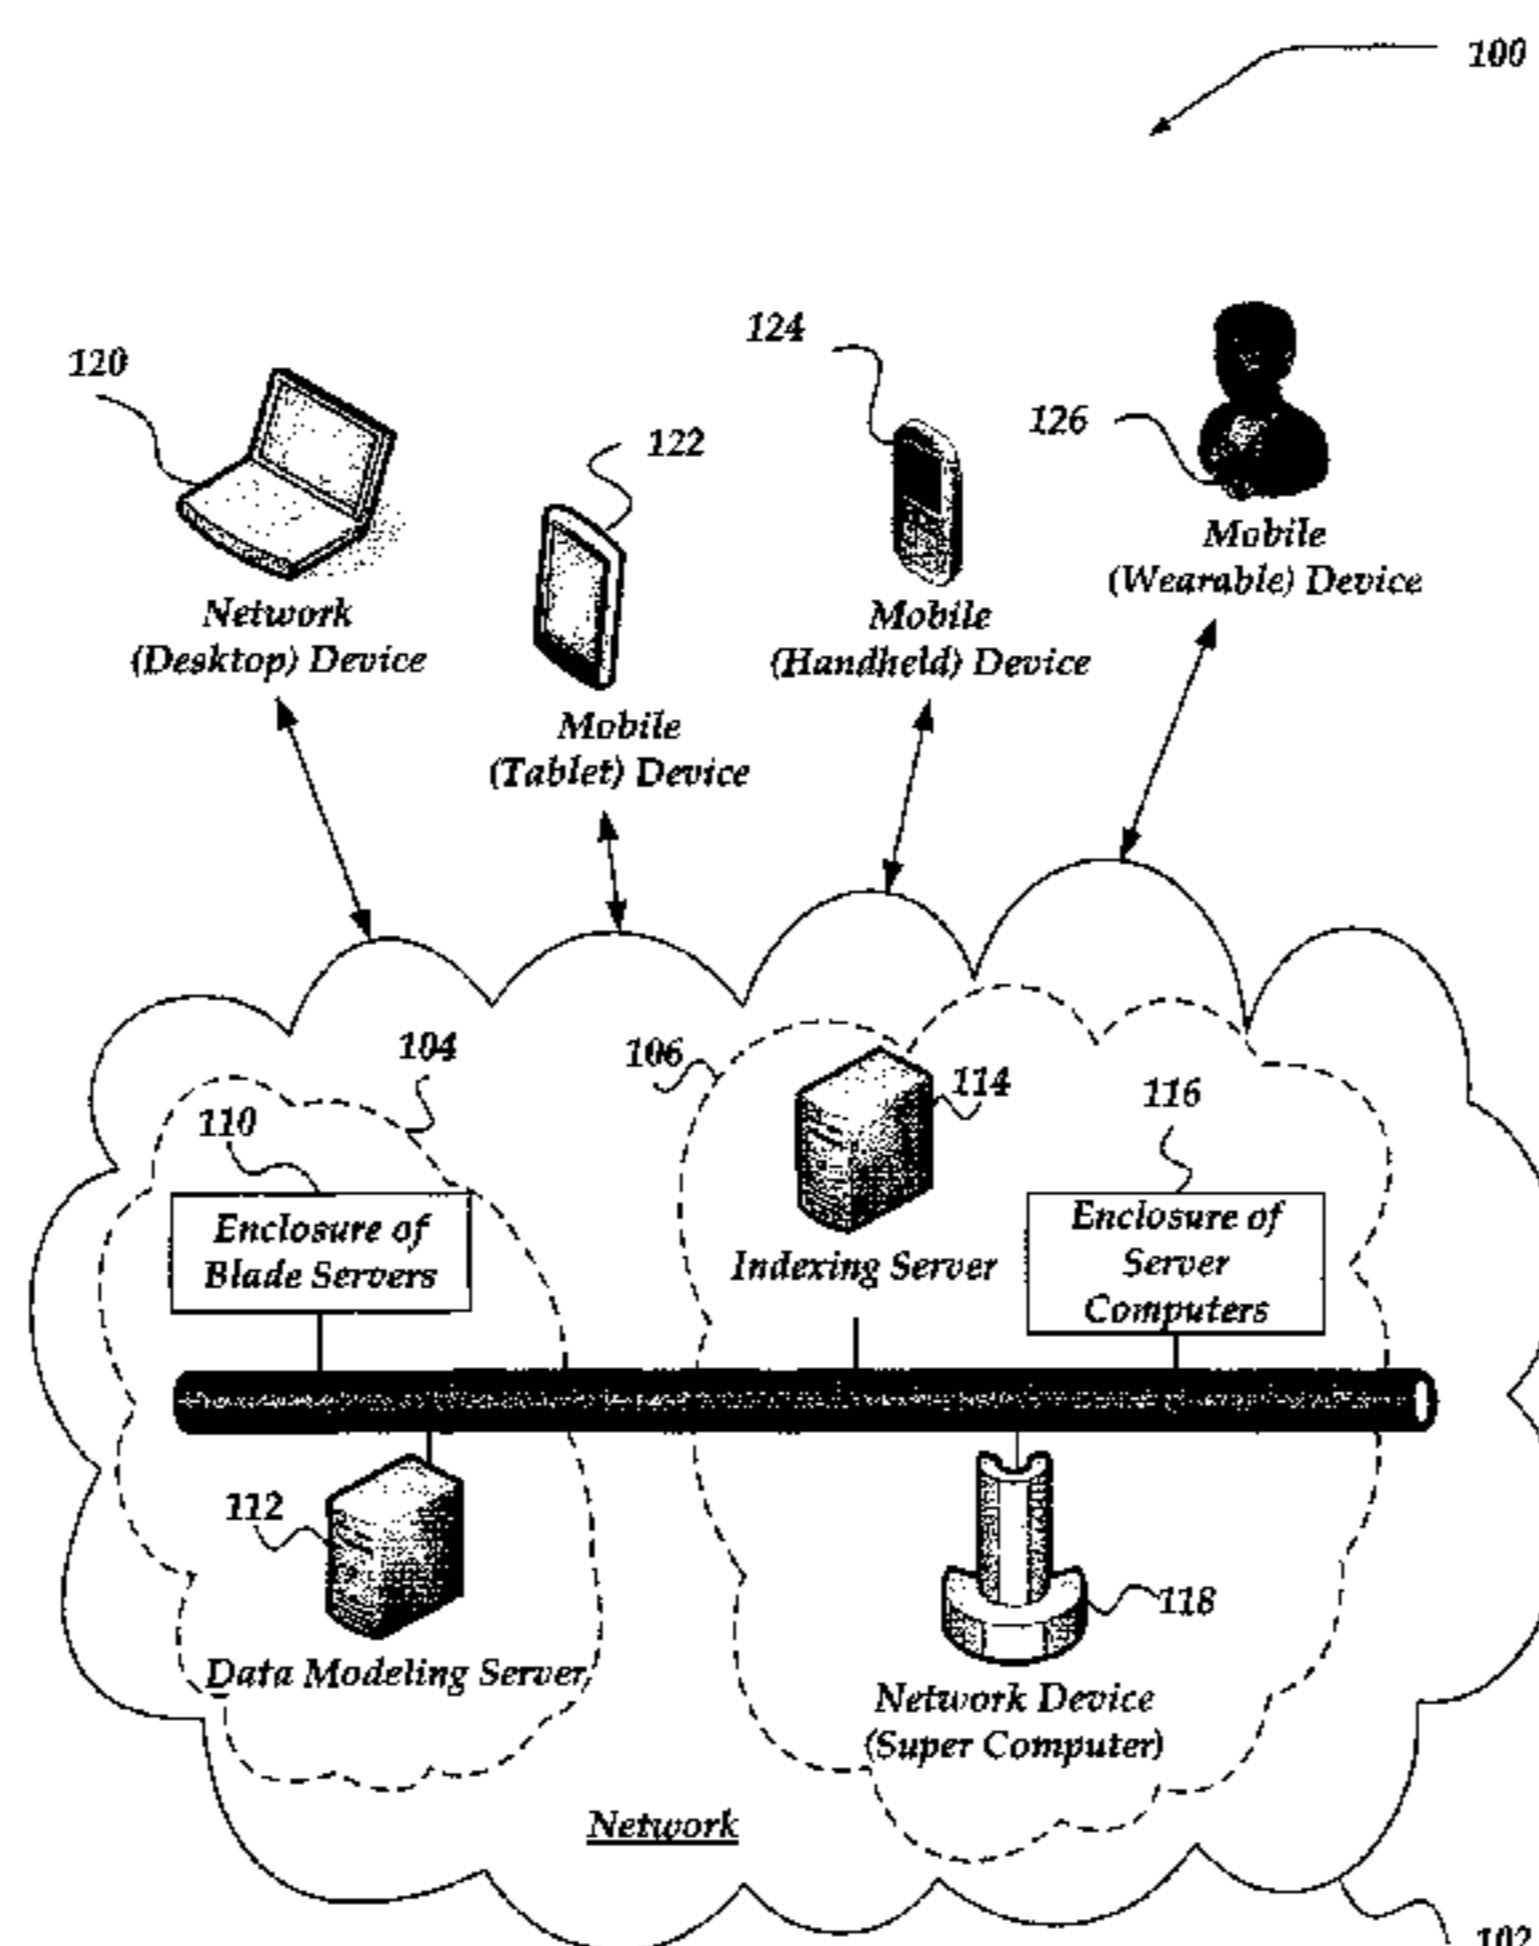 100
124
120
126
122
Mobile
(Wearable) Device
Network
(Desktop) Device
Mobile
(Handheld) Device
Mobile
(Tablet) Device
104
106
114
116
110
Enclosure of
Blade Servers
Indexing Server
Enclosure of
Server
Computers
112
118
Data Modeling Server
Network Device
(Super Computer)
Network
102